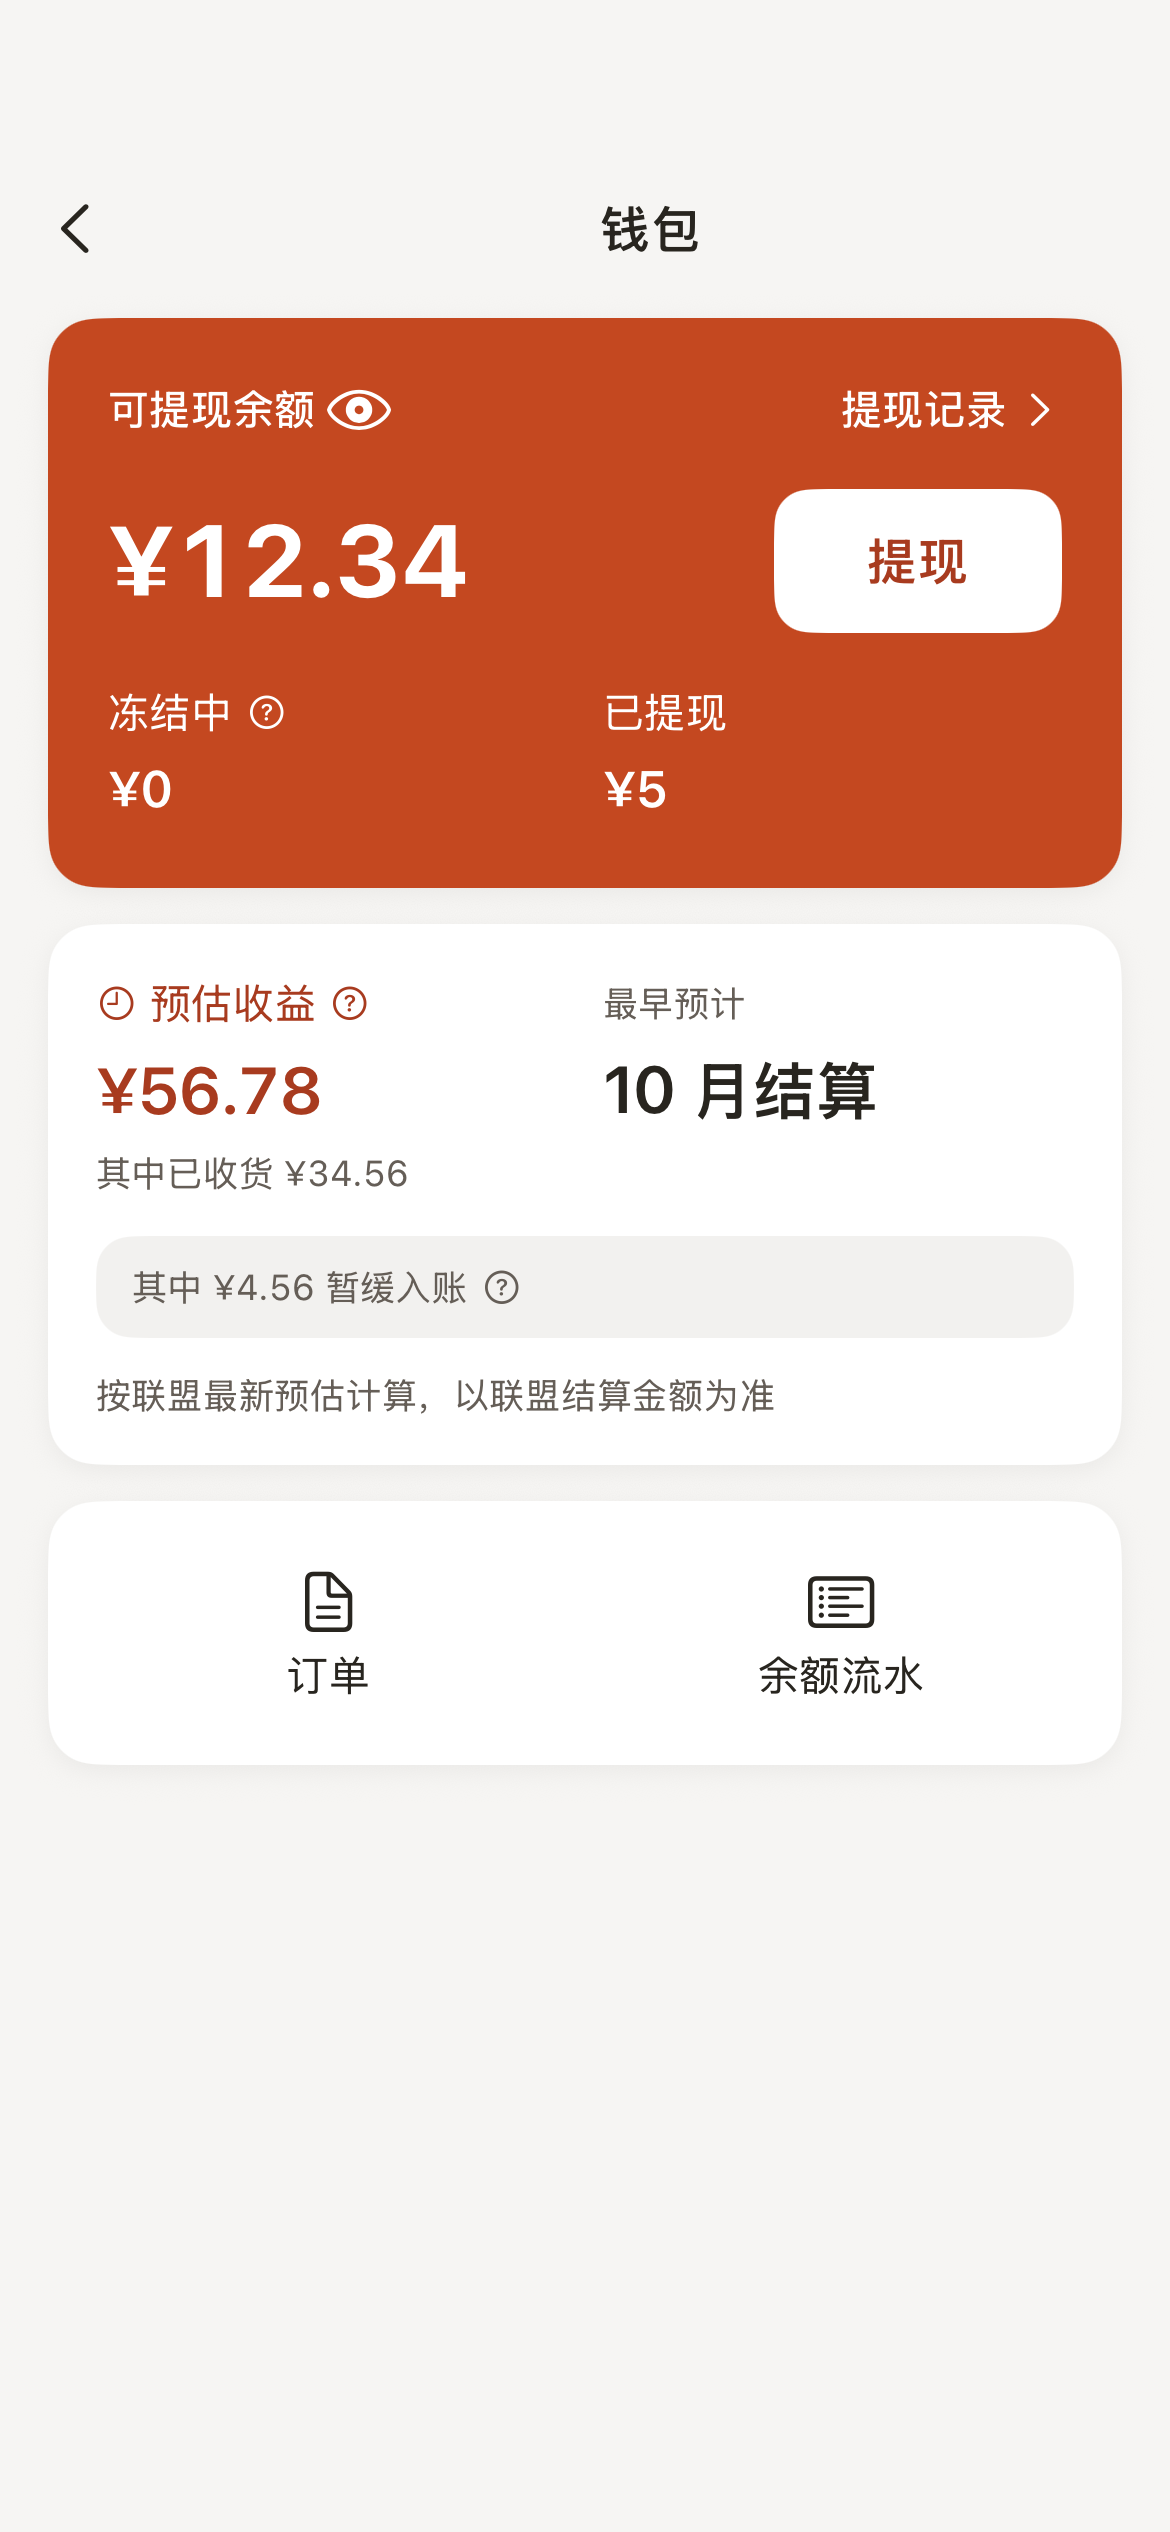 钱包
可提现余额 提现记录
¥12.34 提现
冻结中 ? 已提现
¥0 ¥5
预估收益 ? 最早预计
¥56.78 10 月结算
其中已收货 ¥34.56
其中 ¥4.56 暂缓入账 ?
按联盟最新预估计算，以联盟结算金额为准
订单 余额流水